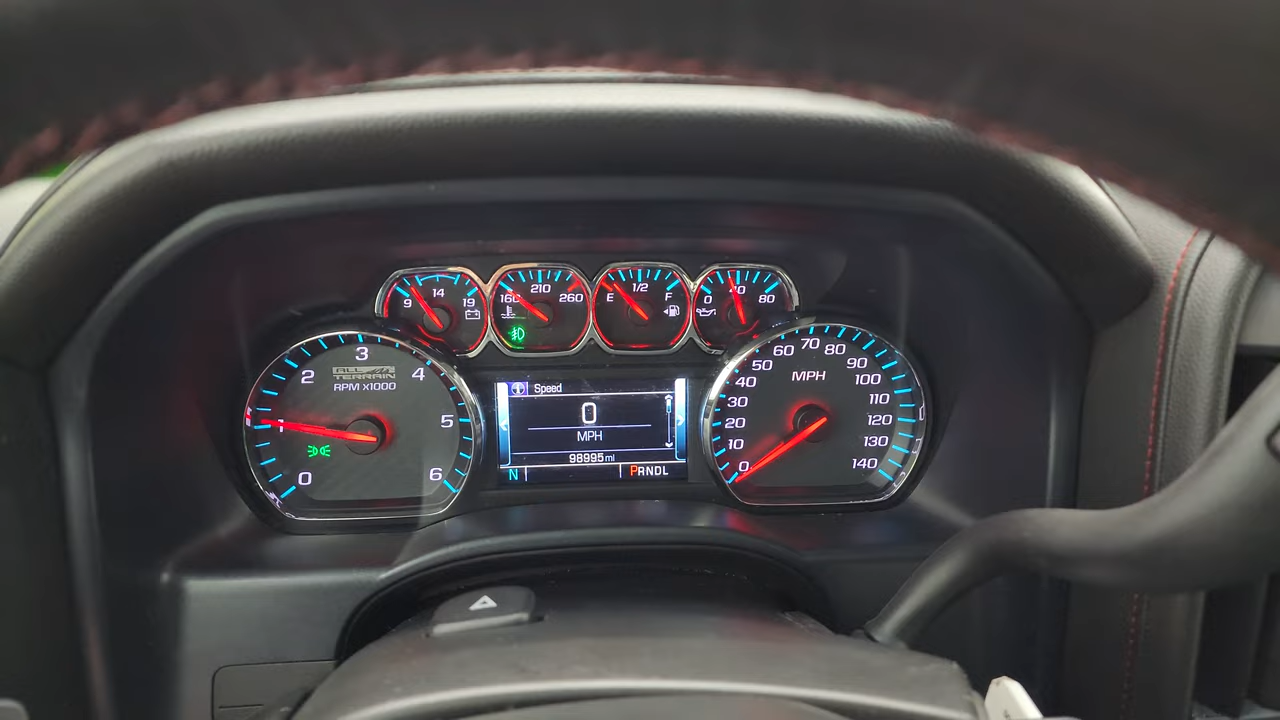 9 14 19
160 210 260
E 1/2 F
0 40 80
0 1 2 3 4 5 6
ALL TERRAIN
RPM X1000
Speed
0
MPH
98995 mi
N PRNDL
0 10 20 30 40 50 60 70 80 90 100 110 120 130 140
MPH